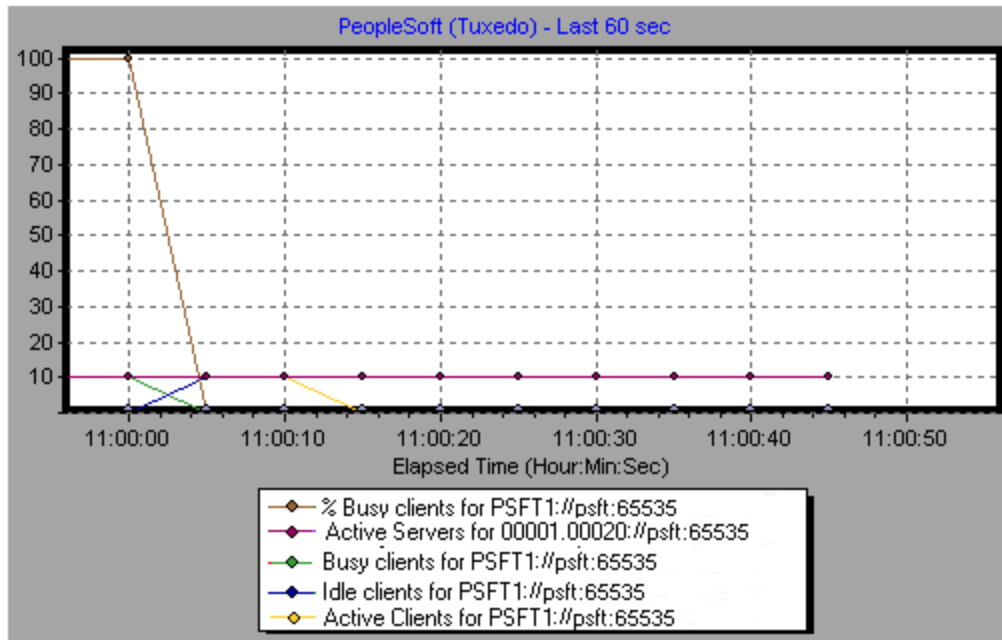 PeopleSoft (Tuxedo) - Last 60 sec
100
90
80
70
60
50
40
30
20
10
11:00:00 11:00:10 11:00:20 11:00:30 11:00:40 11:00:50
Elapsed Time (Hour:Min:Sec)
% Busy clients for PSFT1://psft:65535
Active Servers for 00001.00020://psft:65535
Busy clients for PSFT1://psft:65535
Idle clients for PSFT1://psft:65535
Active Clients for PSFT1://psft:65535